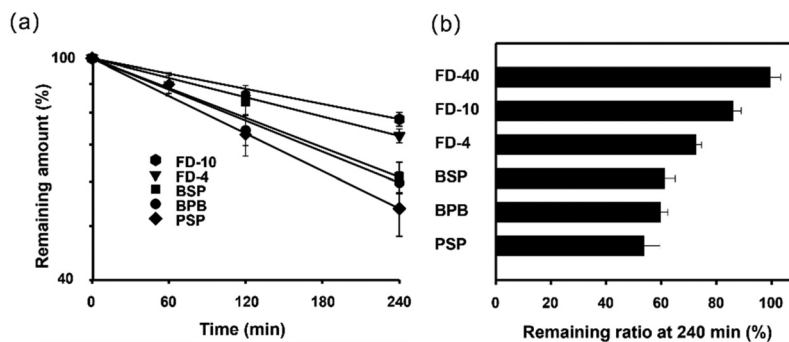 (a)
100
40
Remaining amount (%)
FD-10
FD-4
BSP
BPB
PSP
0
60
120
180
240
Time (min)
(b)
FD-40
FD-10
FD-4
BSP
BPB
PSP
0
20
40
60
80
100
Remaining ratio at 240 min (%)